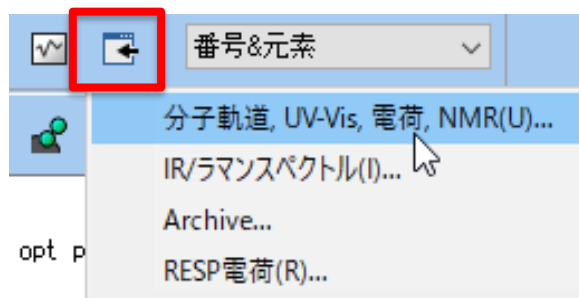 番号&元素
分子軌道, UV-Vis, 電荷, NMR(U)...
IR/ラマンスペクトル(I)...
Archive...
opt p
RESP電荷(R)...